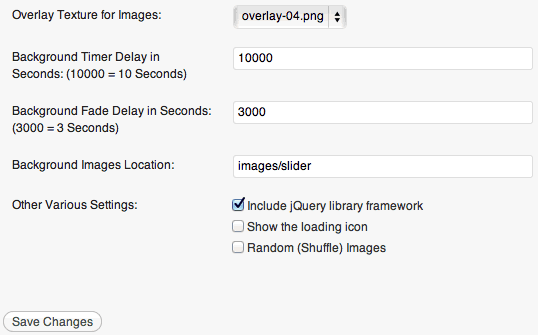 Overlay Texture for Images: overlay-04.png
Background Timer Delay in 10000
Seconds: (10000 = 10 Seconds)
Background Fade Delay in Seconds: 3000
(3000 = 3 Seconds)
Background Images Location: images/slider
Other Various Settings: Include jQuery library framework
Show the loading icon
Random (Shuffle) Images
Save Changes